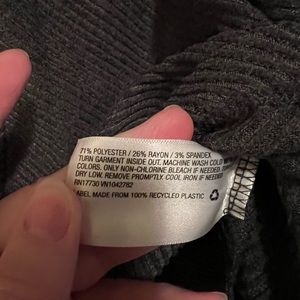 71% POLYESTER / 26% RAYON / 3% SPANDEX
TURN GARMENT INSIDE OUT. MACHINE WASH COLD
COLORS. ONLY NON-CHLORINE BLEACH IF NEEDED.
DRY LOW. REMOVE PROMPTLY. COOL IRON IF NEEDED.
RN17730 VN1042762
LABEL MADE FROM 100% RECYCLED PLASTIC